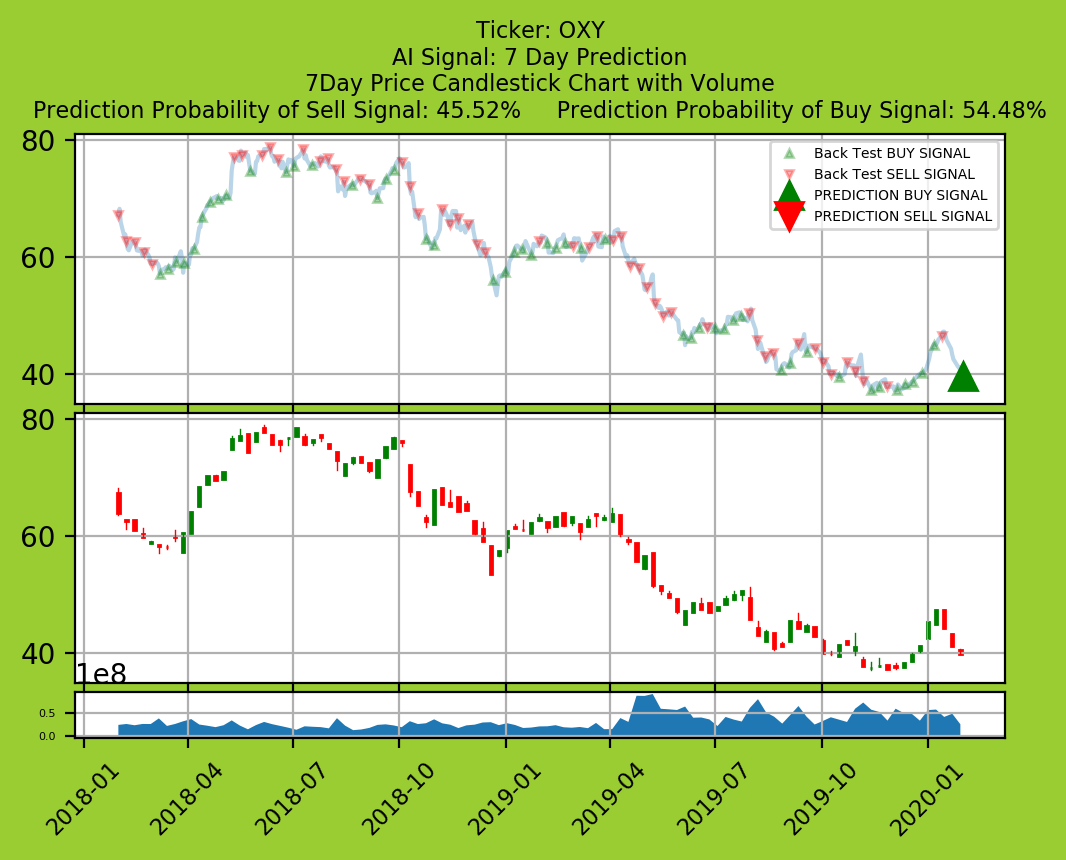 Ticker: OXY
AI Signal: 7 Day Prediction
7Day Price Candlestick Chart with Volume
Prediction Probability of Sell Signal: 45.52%     Prediction Probability of Buy Signal: 54.48%
80
60
40
Back Test BUY SIGNAL
Back Test SELL SIGNAL
PREDICTION BUY SIGNAL
PREDICTION SELL SIGNAL
80
60
40
1e8
0.5
0.0
2018-01
2018-04
2018-07
2018-10
2019-01
2019-04
2019-07
2019-10
2020-01